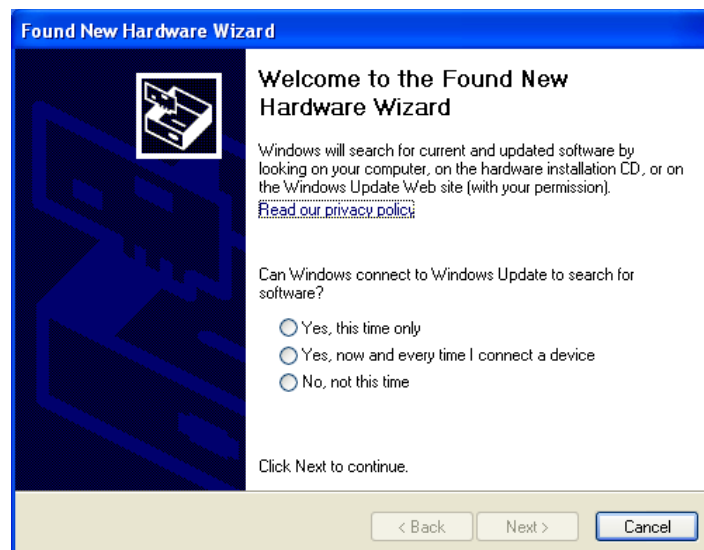 Found New Hardware Wizard
Welcome to the Found New
Hardware Wizard
Windows will search for current and updated software by
looking on your computer, on the hardware installation CD, or on
the Windows Update Web site (with your permission).
Read our privacy policy
Can Windows connect to Windows Update to search for
software?
Yes, this time only
Yes, now and every time I connect a device
No, not this time
Click Next to continue.
< Back Next > Cancel